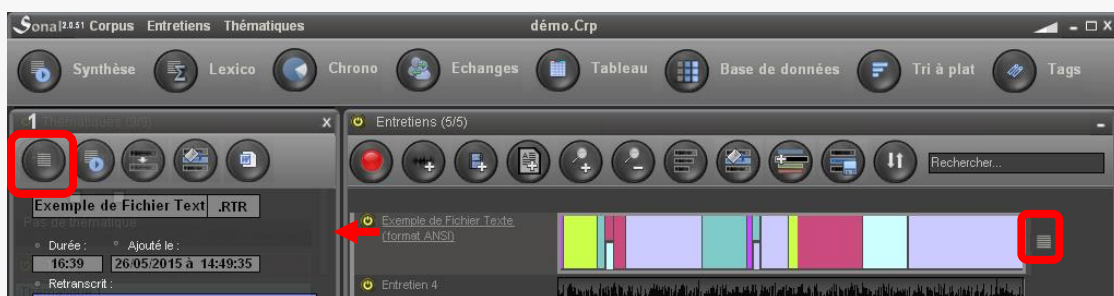 Sonal 2.0.51 Corpus Entretiens Thématiques démo.Crp
Synthèse Lexico Chrono Echanges Tableau Base de données Tri à plat Tags
1 Thématiques (9/9) x Entretiens (5/5)
Rechercher...
Exemple de Fichier Text .RTR
Pas de thématique
Exemple de Fichier Texte
(format ANSI)
Durée : Ajouté le :
16:39 26/05/2015 à 14:49:35
Retranscrit :
Entretien 4